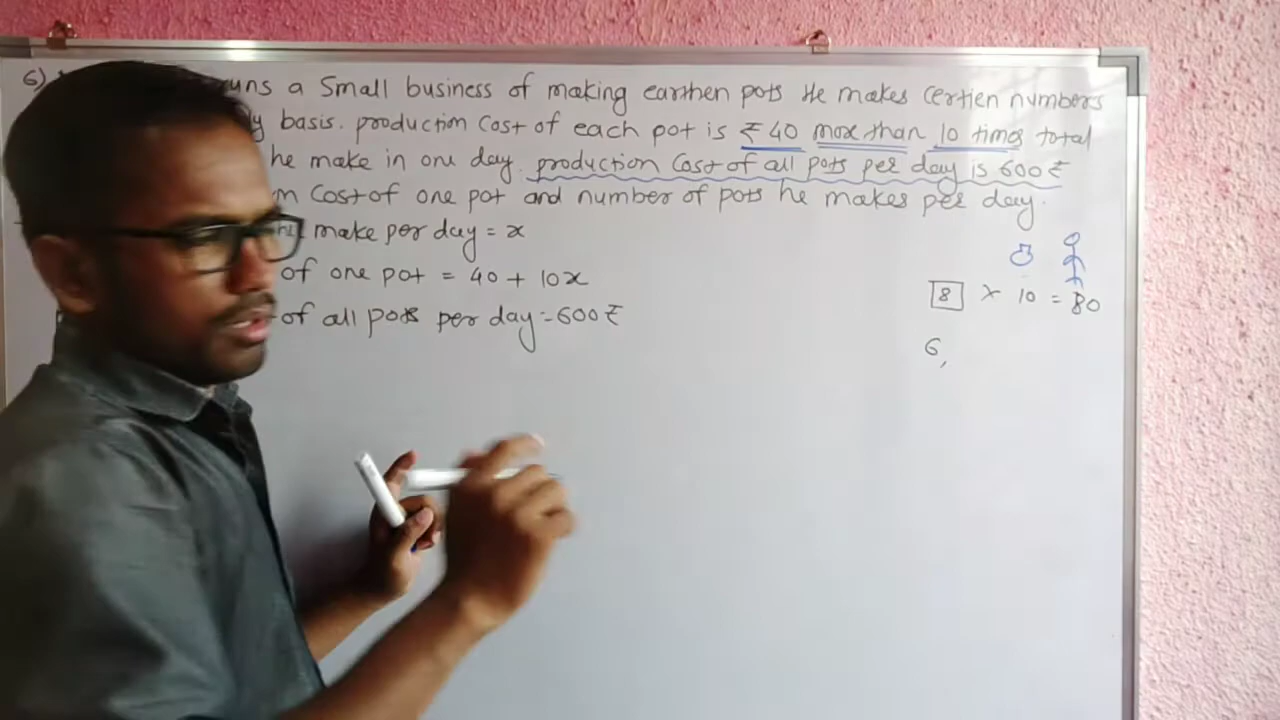 6) uns a Small business of making earthen pots He makes certien numbers
y basis. production Cost of each pot is ₹40 more than 10 times total
he make in one day. production Cost of all pots per day is 600₹
n Cost of one pot and number of pots he makes per day.
make per day = x
of one pot = 40 + 10x
of all pots per day = 600₹
8 × 10 = 80
6,